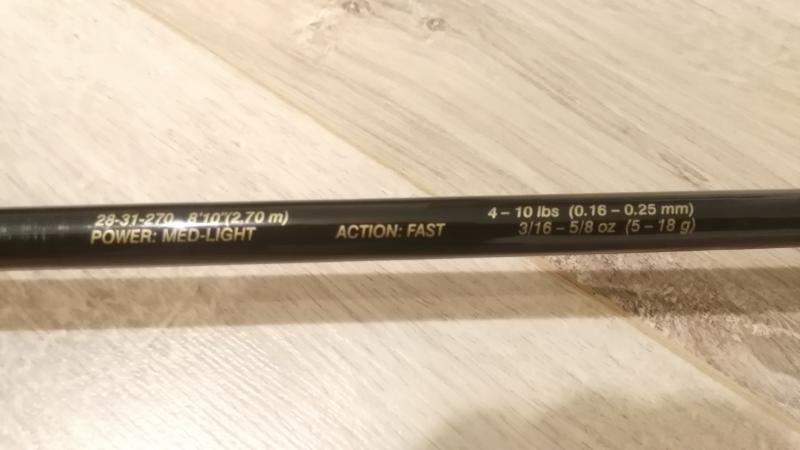 28-31-270 8'10"(2.70 m)
POWER: MED-LIGHT
ACTION: FAST
4 – 10 lbs (0.16 – 0.25 mm)
3/16 – 5/8 oz (5 – 18 g)